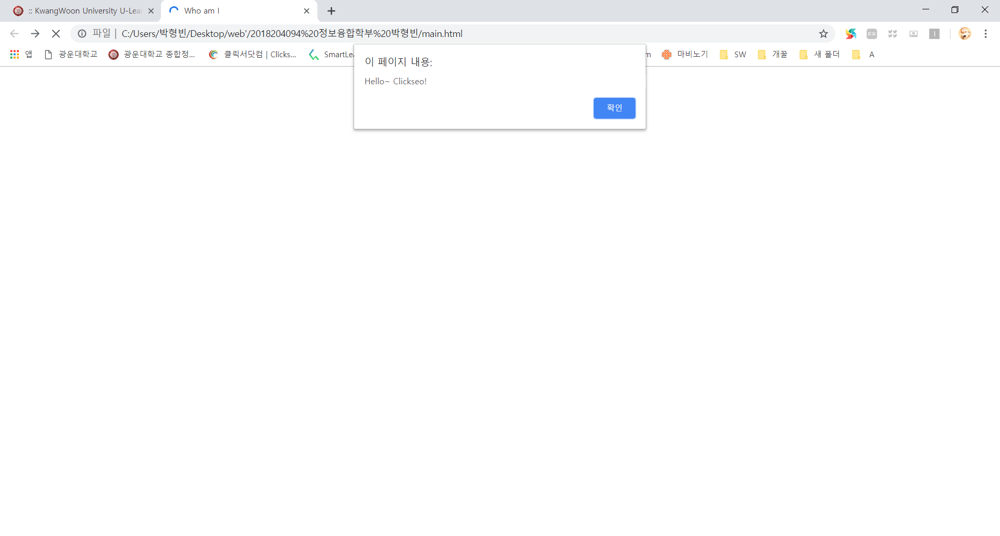 :: KwangWoon University U-Lear
Who am I
파일 | C:/Users/박형빈/Desktop/web'/2018204094%20정보융합학부%20박형빈/main.html
EX
앱 광운대학교 광운대학교 종합정... 클릭서닷컴 | Clicks... SmartLea m 마비노기 SW 개꿀 새 폴더 A
이 페이지 내용:
Hello~ Clickseo!
확인